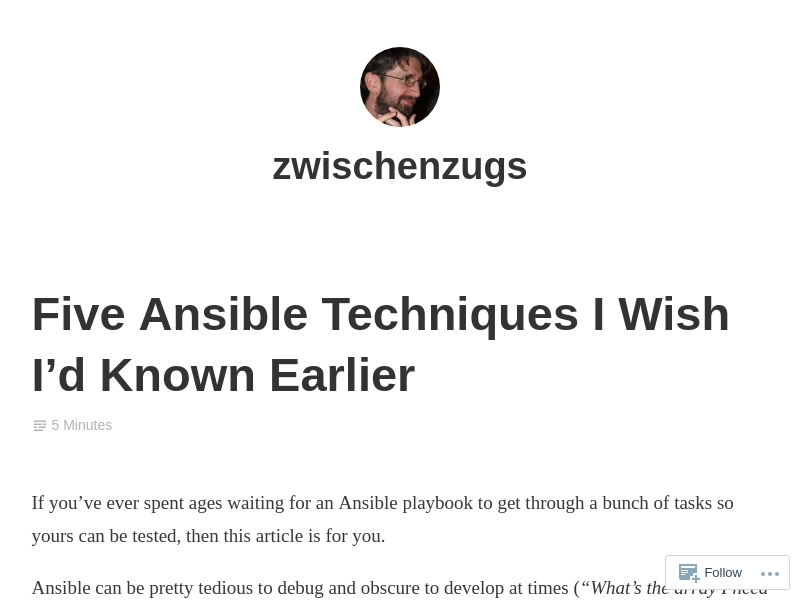 zwischenzugs
Five Ansible Techniques I Wish
I’d Known Earlier
5 Minutes
If you’ve ever spent ages waiting for an Ansible playbook to get through a bunch of tasks so
yours can be tested, then this article is for you.
Ansible can be pretty tedious to debug and obscure to develop at times (“What’s the array I need
Follow